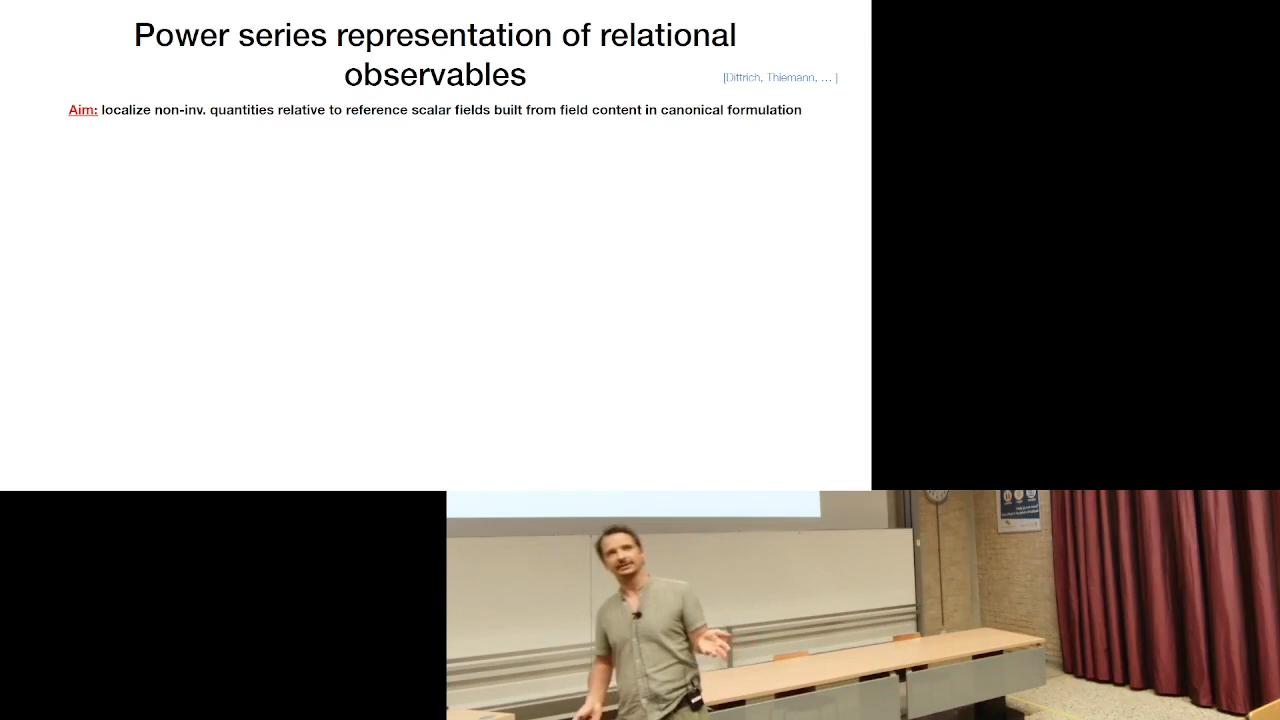 Power series representation of relational
observables
[Dittrich, Thiemann, ... ]
Aim: localize non-inv. quantities relative to reference scalar fields built from field content in canonical formulation